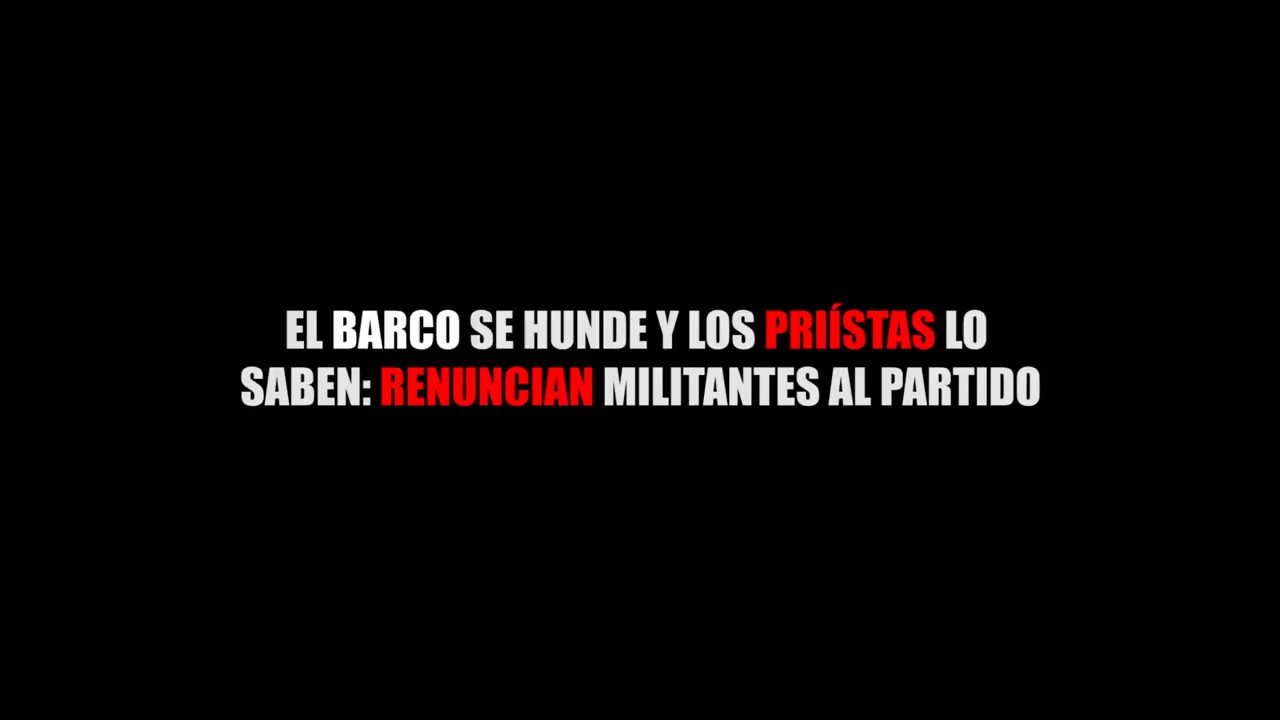 EL BARCO SE HUNDE Y LOS PRIÍSTAS LO
SABEN: RENUNCIAN MILITANTES AL PARTIDO